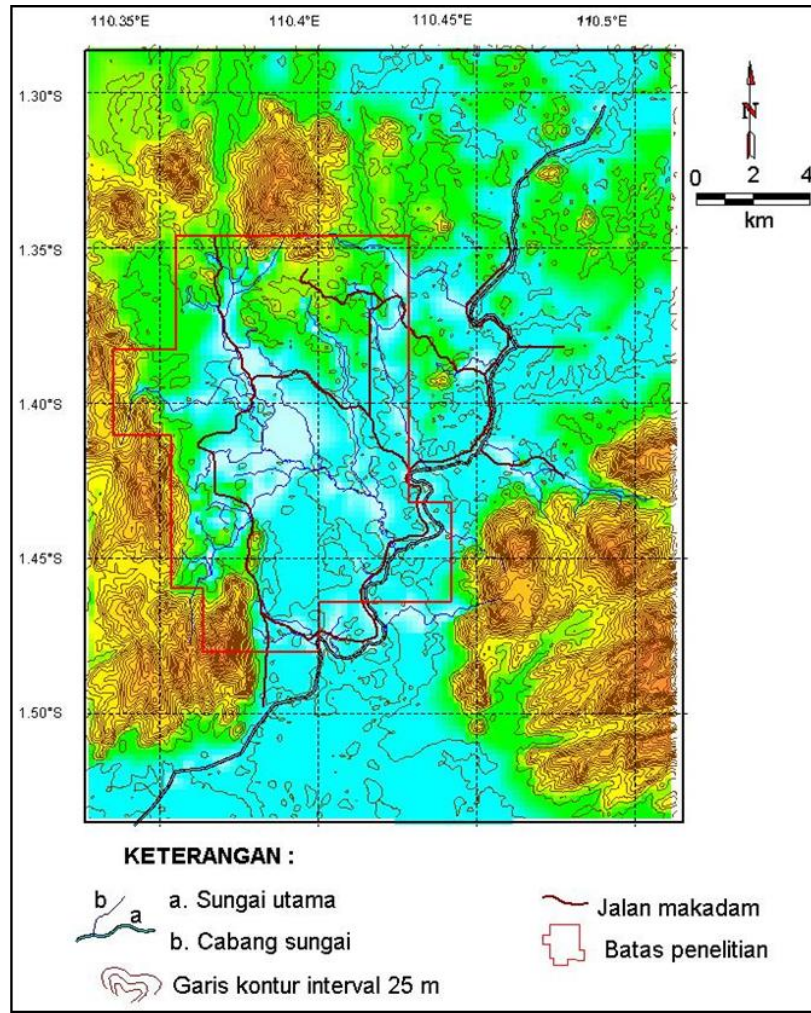 110.35°E 110.4°E 110.45°E 110.5°E
1.30°S
1.35°S
1.40°S
1.45°S
1.50°S
N
0 2 4
km
KETERANGAN :
b
a
a. Sungai utama
b. Cabang sungai
Garis kontur interval 25 m
Jalan makadam
Batas penelitian